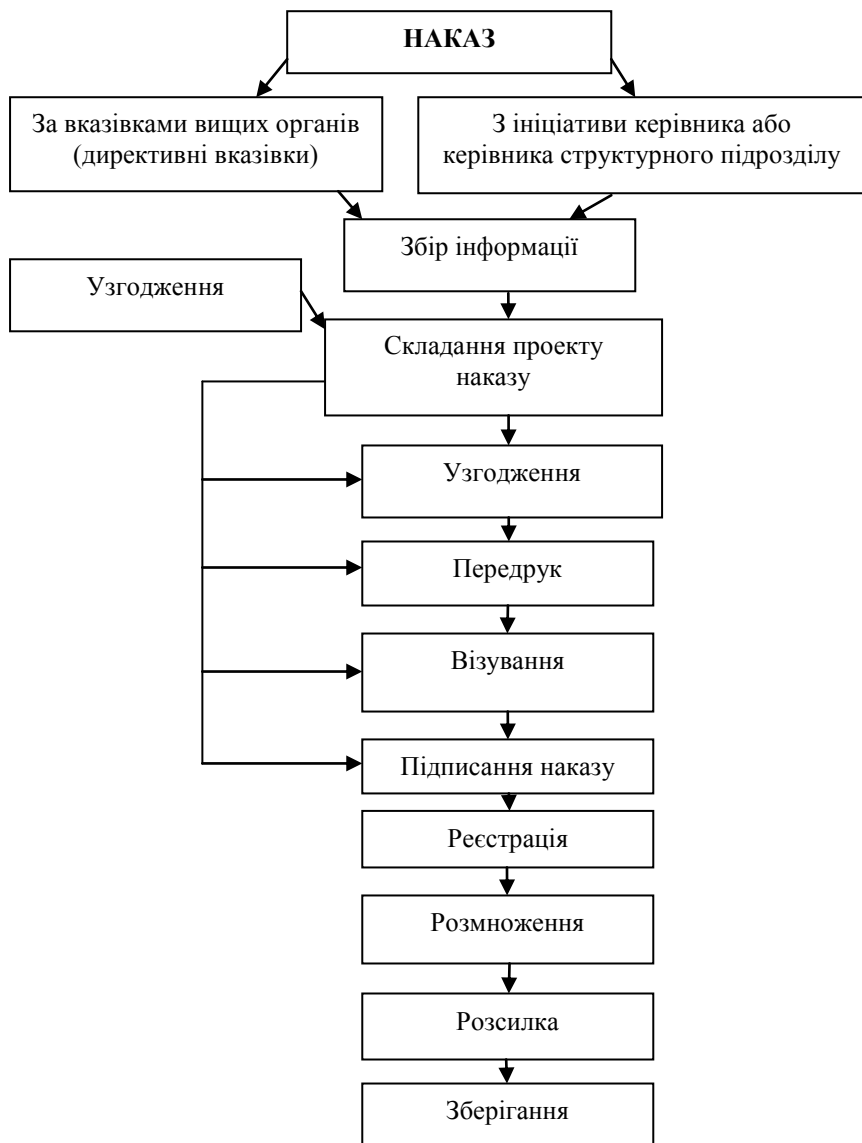 НАКАЗ
За вказівками вищих органів
(директивні вказівки)
З ініціативи керівника або
керівника структурного підрозділу
Збір інформації
Узгодження
Складання проекту
наказу
Узгодження
Передрук
Візування
Підписання наказу
Реєстрація
Розмноження
Розсилка
Зберігання